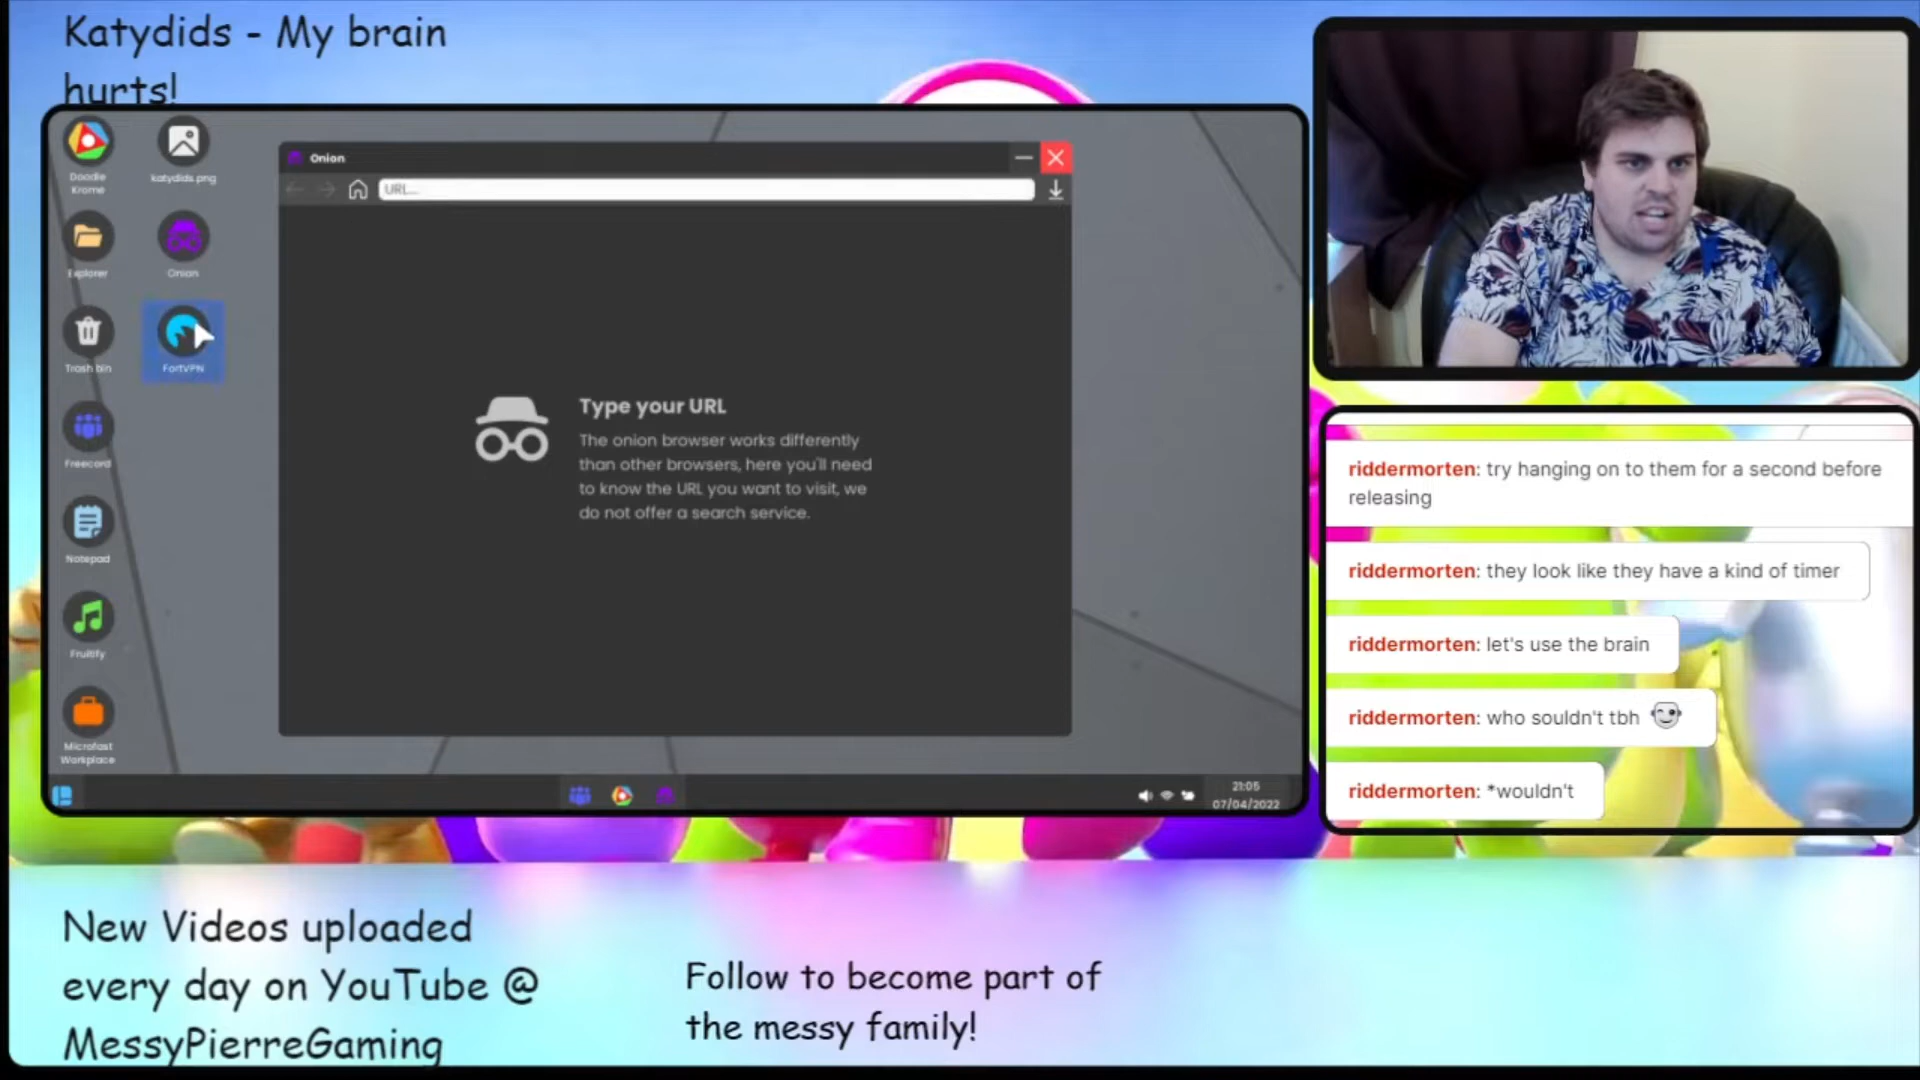 Katydids - My brain
hurts!
Doodle
Krome
katydids.png
Explorer
Onion
Trash bin
FortVPN
Freecord
Notepad
Fruitify
Microfast
Workplace
Onion
URL...
Type your URL
The onion browser works differently
than other browsers, here you'll need
to know the URL you want to visit, we
do not offer a search service.
21:05
07/04/2022
riddermorten: try hanging on to them for a second before
releasing
riddermorten: they look like they have a kind of timer
riddermorten: let's use the brain
riddermorten: who souldn't tbh
riddermorten: *wouldn't
New Videos uploaded
every day on YouTube @
MessyPierreGaming
Follow to become part of
the messy family!